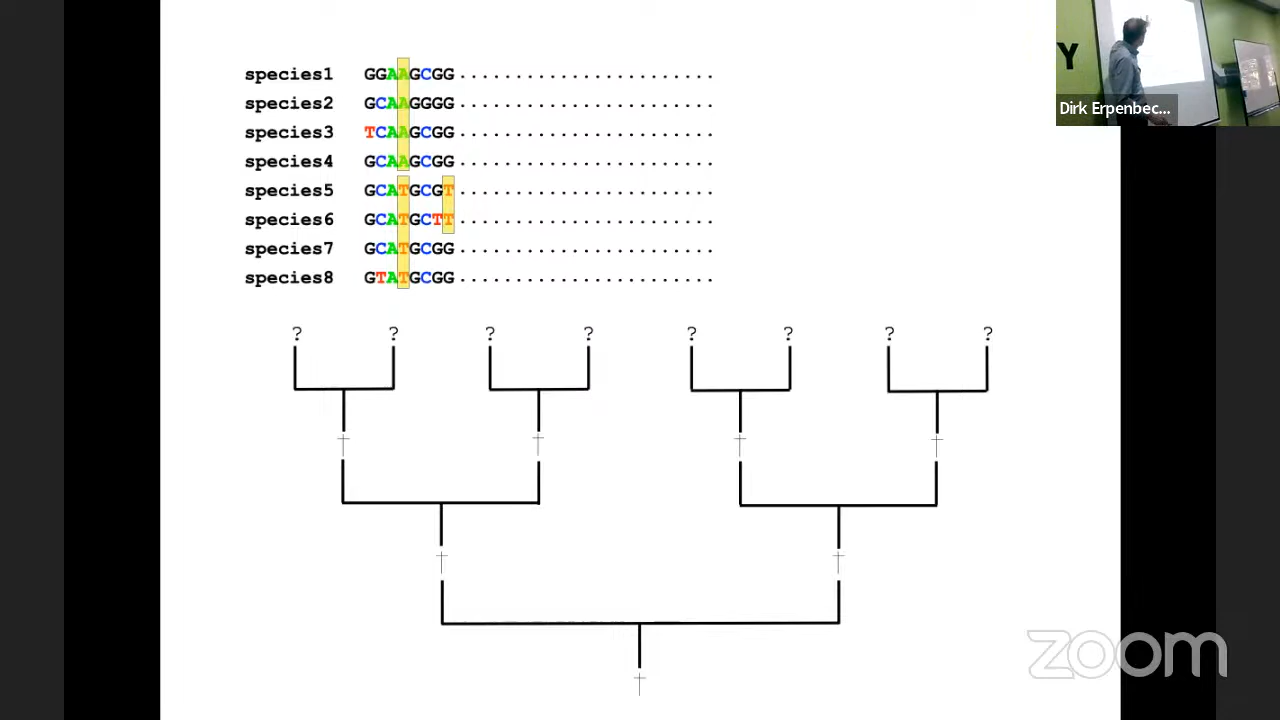 species1 GGAAGCGG.......................
species2 GCAAGGGG.......................
species3 TCAAGCGG.......................
species4 GCAAGCGG.......................
species5 GCATGCGT.......................
species6 GCATGCTT.......................
species7 GCATGCGG.......................
species8 GTATGCGG.......................
? ? ? ? ? ? ? ?
† † † †
† †
†
Y
Dirk Erpenbec...
zoom